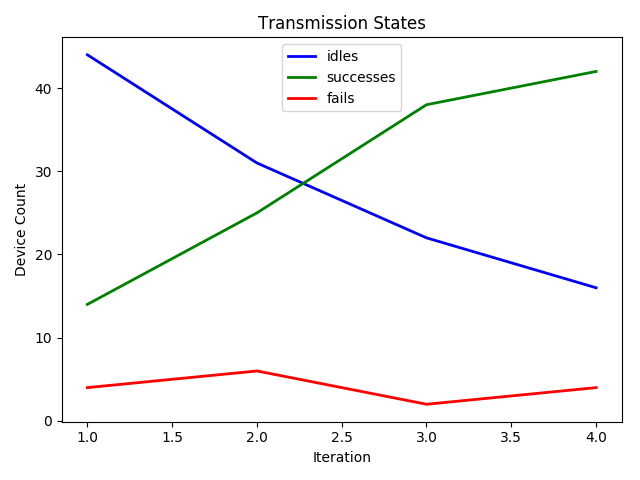 Transmission States
idles
successes
fails
Device Count
40
30
20
10
0
1.0 1.5 2.0 2.5 3.0 3.5 4.0
Iteration